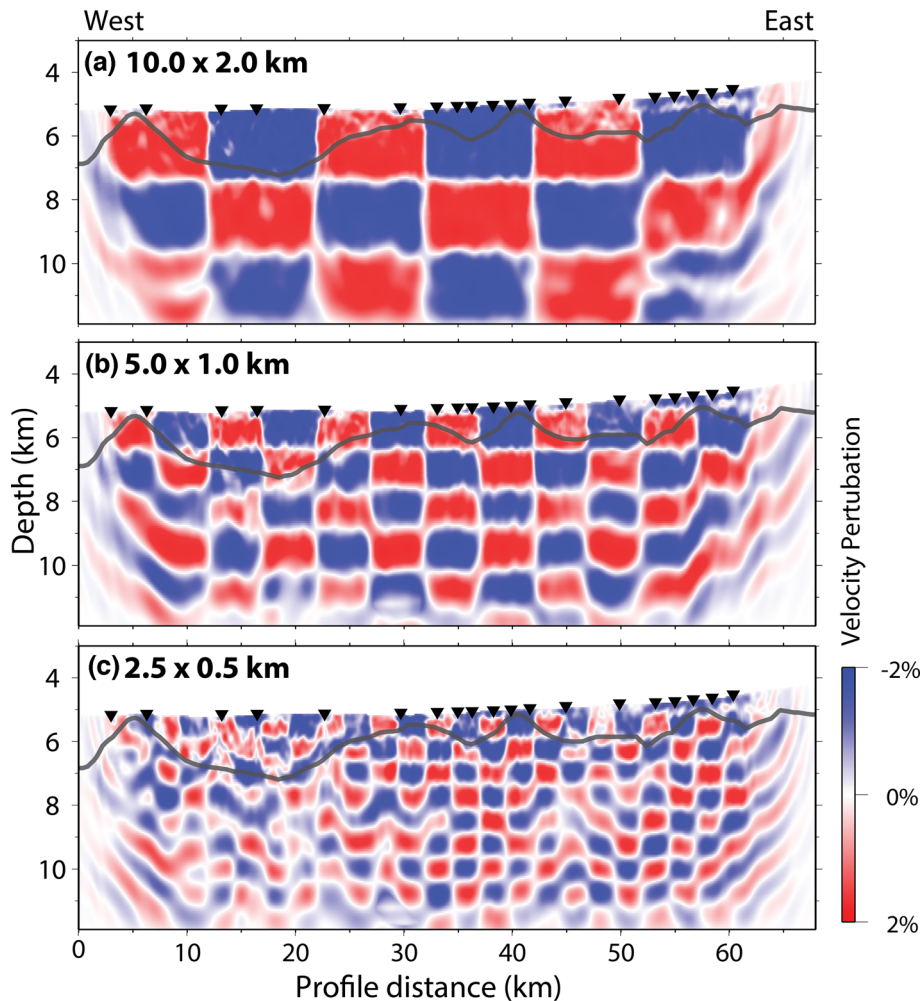 West East
(a) 10.0 x 2.0 km
4
6
8
10
(b) 5.0 x 1.0 km
4
6
8
10
Depth (km)
(c) 2.5 x 0.5 km
4
6
8
10
0 10 20 30 40 50 60
Profile distance (km)
Velocity Pertubation
-2%
0%
2%